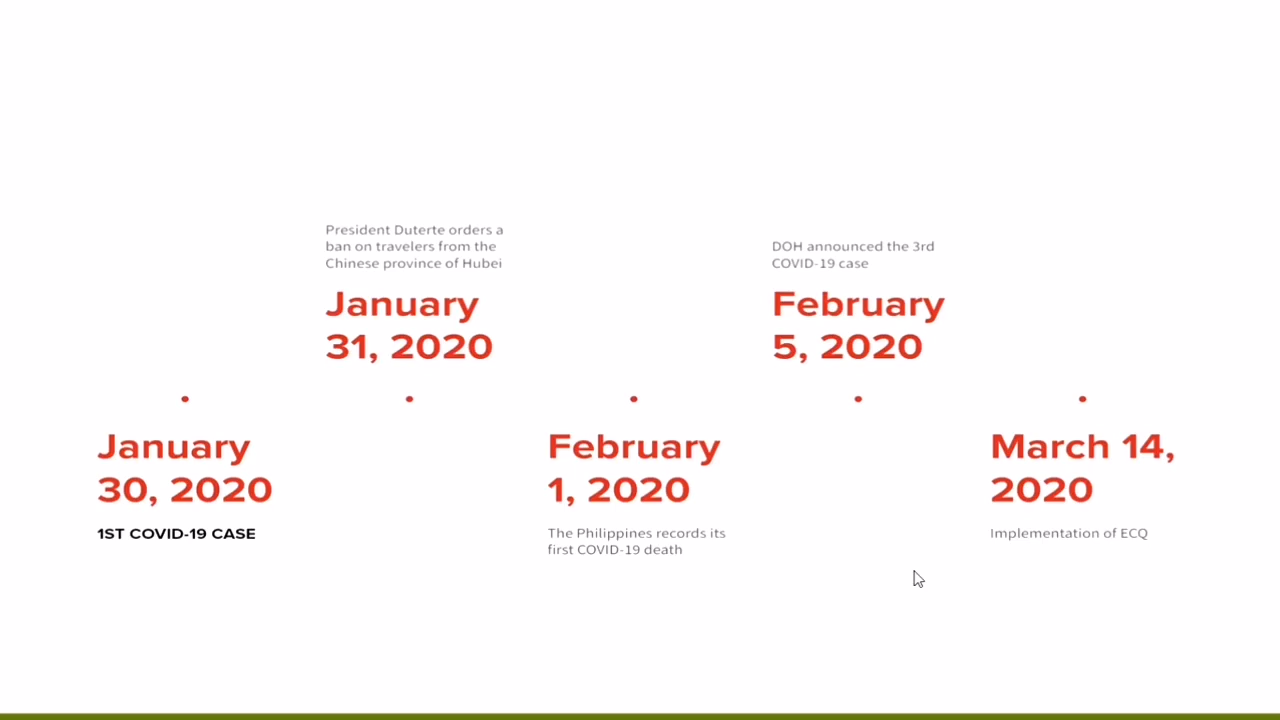 January
30, 2020
1ST COVID-19 CASE
President Duterte orders a
ban on travelers from the
Chinese province of Hubei
January
31, 2020
February
1, 2020
The Philippines records its
first COVID-19 death
DOH announced the 3rd
COVID-19 case
February
5, 2020
March 14,
2020
Implementation of ECQ